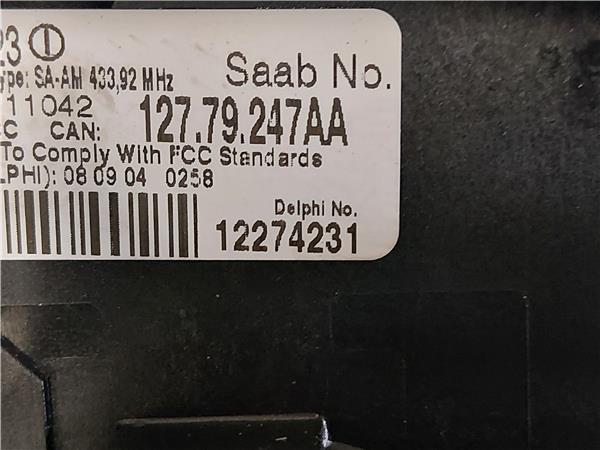 23 ①
ype: SA-AM 433,92 MHz
Saab No.
11042
C CAN:
127.79.247AA
To Comply With FCC Standards
LPHI): 08 09 04 0258
Delphi No.
12274231